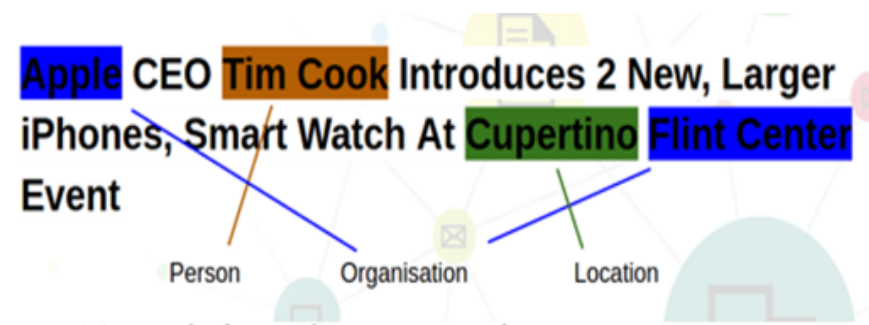 Apple CEO Tim Cook Introduces 2 New, Larger
iPhones, Smart Watch At Cupertino Flint Center
Event
Person Organisation Location